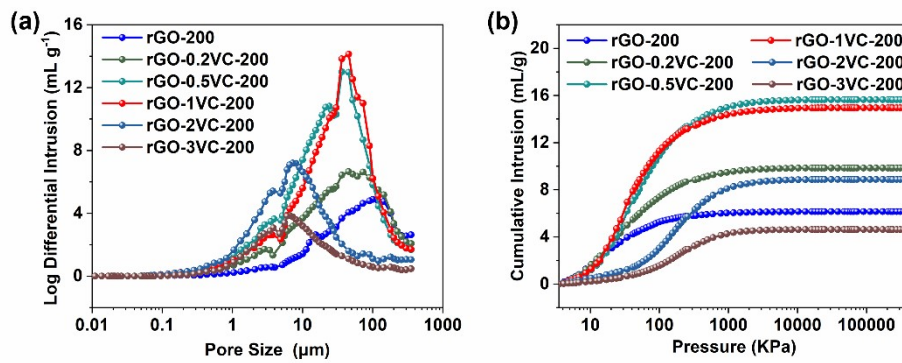 (a)
rGO-200
rGO-0.2VC-200
rGO-0.5VC-200
rGO-1VC-200
rGO-2VC-200
rGO-3VC-200
Log Differential Intrusion (mL g⁻¹)
16
12
8
4
0
0.01 0.1 1 10 100 1000
Pore Size (μm)
(b)
rGO-200 rGO-1VC-200
rGO-0.2VC-200 rGO-2VC-200
rGO-0.5VC-200 rGO-3VC-200
Cumulative Intrusion (mL/g)
20
16
12
8
4
0
10 100 1000 10000 100000
Pressure (KPa)